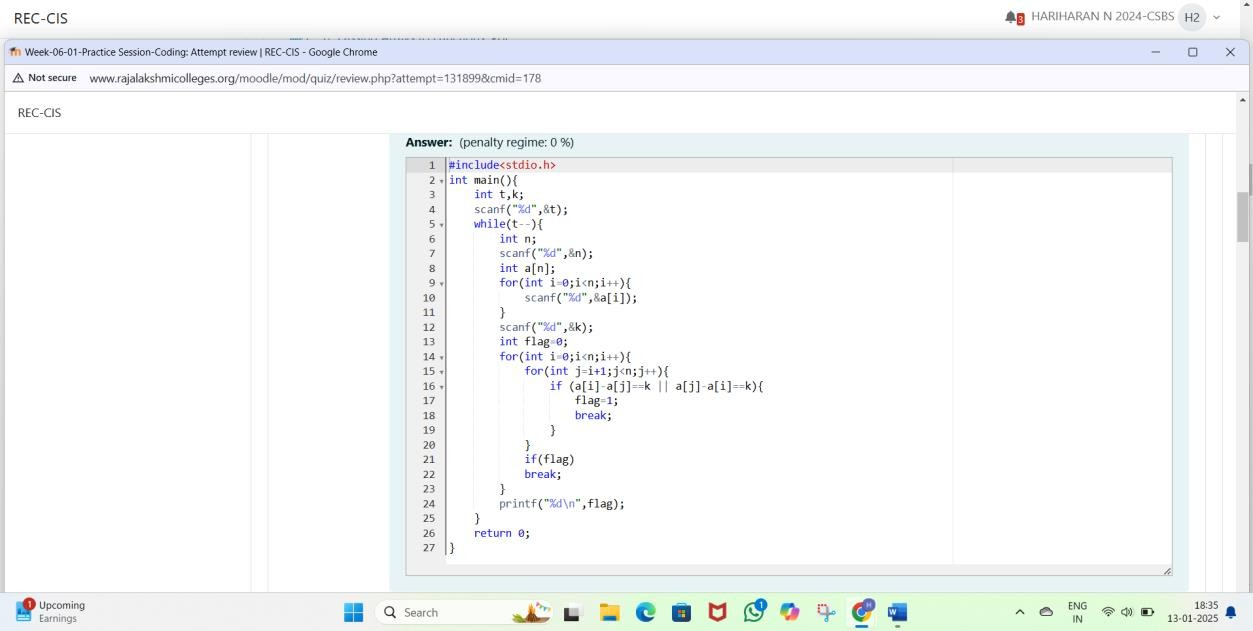 REC-CIS
3 HARIHARAN N 2024-CSBS H2
Week-06-01-Practice Session-Coding: Attempt review | REC-CIS - Google Chrome
Not secure www.rajalakshmicolleges.org/moodle/mod/quiz/review.php?attempt=131899&cmid=178
REC-CIS
Answer: (penalty regime: 0 %)
1 #include<stdio.h>
2 int main(){
3 int t,k;
4 scanf("%d",&t);
5 while(t--){
6 int n;
7 scanf("%d",&n);
8 int a[n];
9 for(int i=0;i<n;i++){
10 scanf("%d",&a[i]);
11 }
12 scanf("%d",&k);
13 int flag=0;
14 for(int i=0;i<n;i++){
15 for(int j=i+1;j<n;j++){
16 if (a[i]-a[j]==k || a[j]-a[i]==k){
17 flag=1;
18 break;
19 }
20 }
21 if(flag)
22 break;
23 }
24 printf("%d\n",flag);
25 }
26 return 0;
27 }
1 Upcoming
Earnings
Search
1
H
W
ENG
IN
18:35
13-01-2025